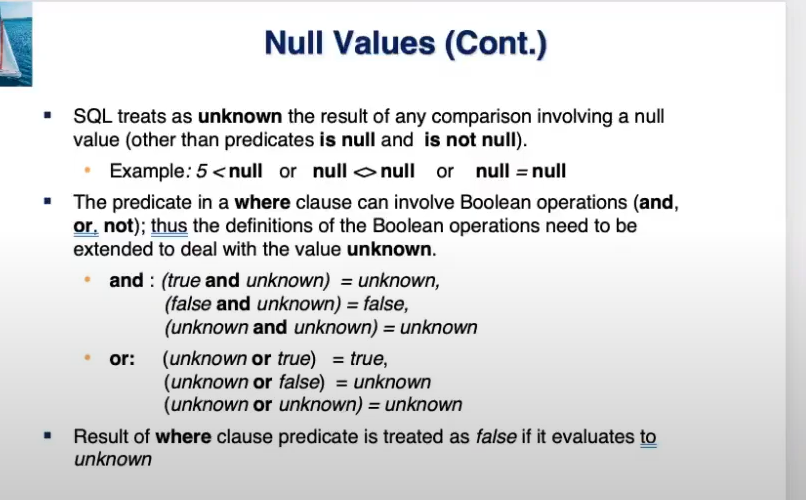 Null Values (Cont.)
▪ SQL treats as unknown the result of any comparison involving a null
value (other than predicates is null and is not null).
• Example: 5 < null or null <> null or null = null
▪ The predicate in a where clause can involve Boolean operations (and,
or, not); thus the definitions of the Boolean operations need to be
extended to deal with the value unknown.
• and : (true and unknown) = unknown,
(false and unknown) = false,
(unknown and unknown) = unknown
• or: (unknown or true) = true,
(unknown or false) = unknown
(unknown or unknown) = unknown
▪ Result of where clause predicate is treated as false if it evaluates to
unknown